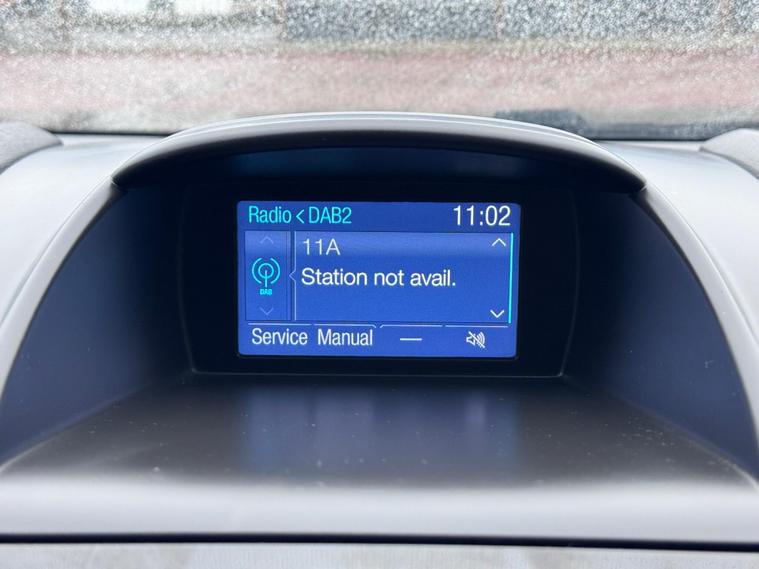 Radio < DAB2 11:02
11A
DAB
Station not avail.
Service Manual —